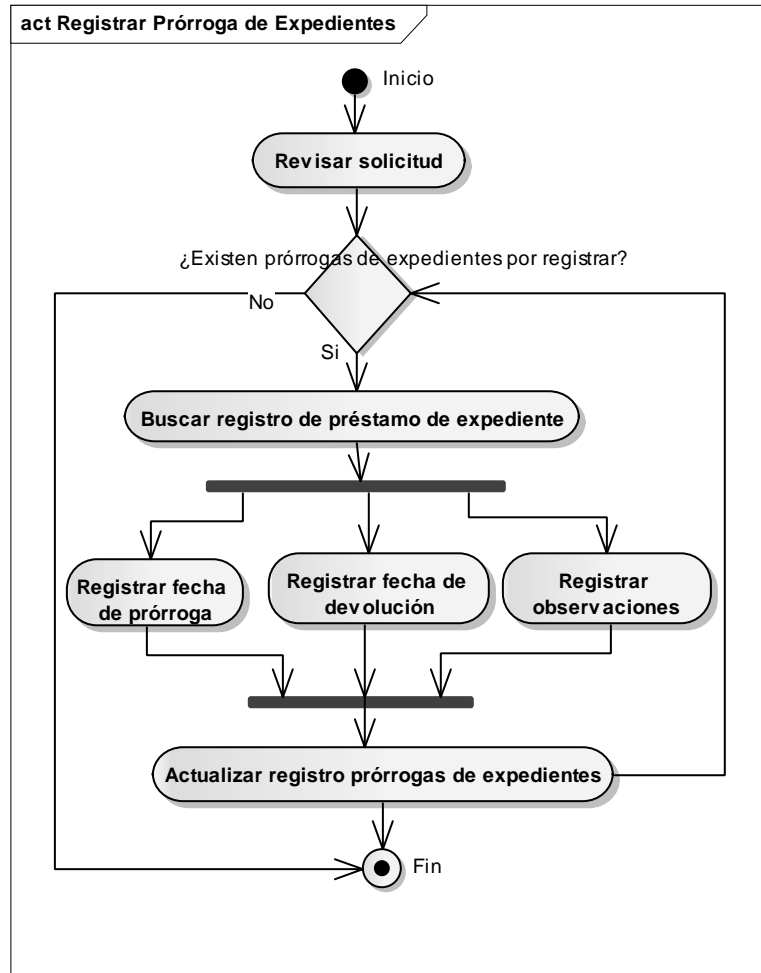 act Registrar Prórroga de Expedientes
Inicio
Revisar solicitud
¿Existen prórrogas de expedientes por registrar?
No
Si
Buscar registro de préstamo de expediente
Registrar fecha
de prórroga
Registrar fecha de
devolución
Registrar
observaciones
Actualizar registro prórrogas de expedientes
Fin